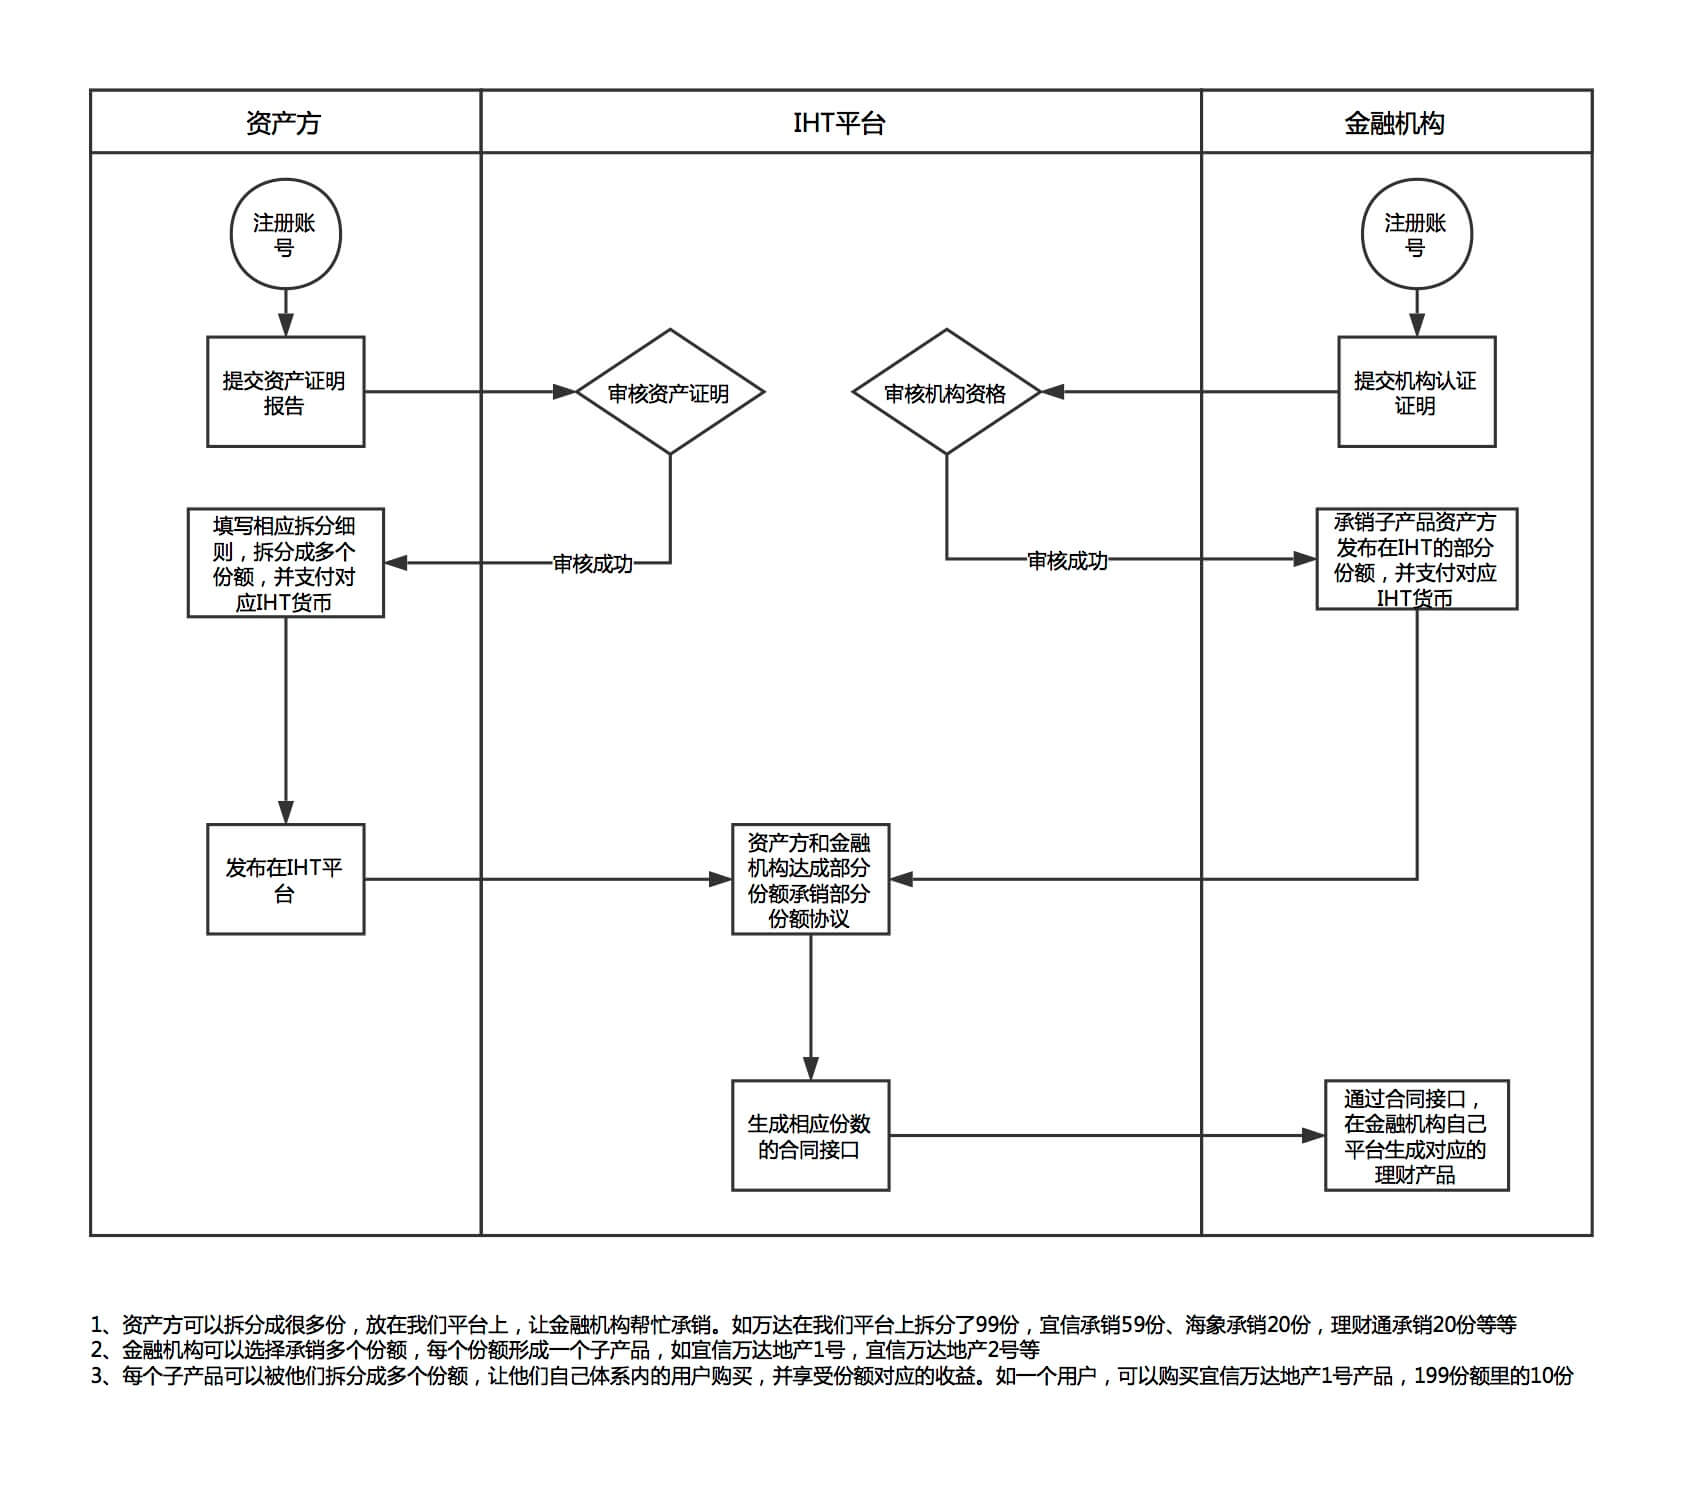 资产方
IHT平台
金融机构
注册账
号
注册账
号
提交资产证明
报告
审核资产证明
审核机构资格
提交机构认证
证明
填写相应拆分细
则，拆分成多个
份额，并支付对
应IHT货币
审核成功
审核成功
承销子产品资产方
发布在IHT的部分
份额，并支付对应
IHT货币
发布在IHT平
台
资产方和金融
机构达成部分
份额承销部分
份额协议
生成相应份数
的合同接口
通过合同接口，
在金融机构自己
平台生成对应的
理财产品
1、资产方可以拆分成很多份，放在我们平台上，让金融机构帮忙承销。如万达在我们平台上拆分了99份，宜信承销59份、海象承销20份，理财通承销20份等等
2、金融机构可以选择承销多个份额，每个份额形成一个子产品，如宜信万达地产1号，宜信万达地产2号等
3、每个子产品可以被他们拆分成多个份额，让他们自己体系内的用户购买，并享受份额对应的收益。如一个用户，可以购买宜信万达地产1号产品，199份额里的10份